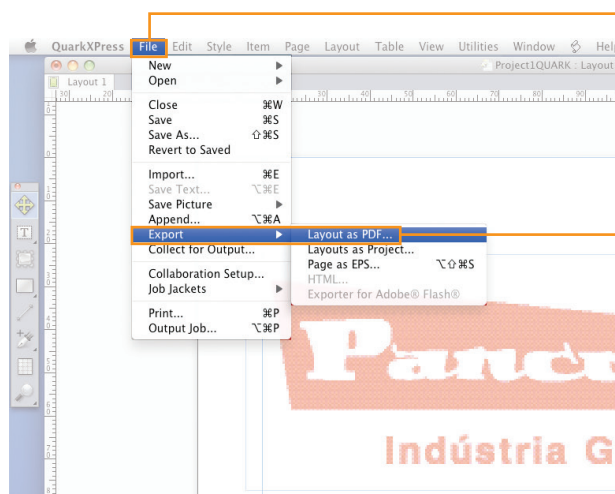 QuarkXPress File Edit Style Item Page Layout Table View Utilities Window
Project1QUARK : Layout
Layout 1
New
Open
Close ⌘W
Save ⌘S
Save As... ⇧⌘S
Revert to Saved
Import... ⌘E
Save Text... ⌥⌘E
Save Picture
Append... ⌥⌘A
Export
Collect for Output...
Collaboration Setup...
Job Jackets
Print... ⌘P
Output Job... ⌥⌘P
Layout as PDF...
Layouts as Project...
Page as EPS... ⌥⇧⌘S
HTML...
Exporter for Adobe® Flash®
Indústria G